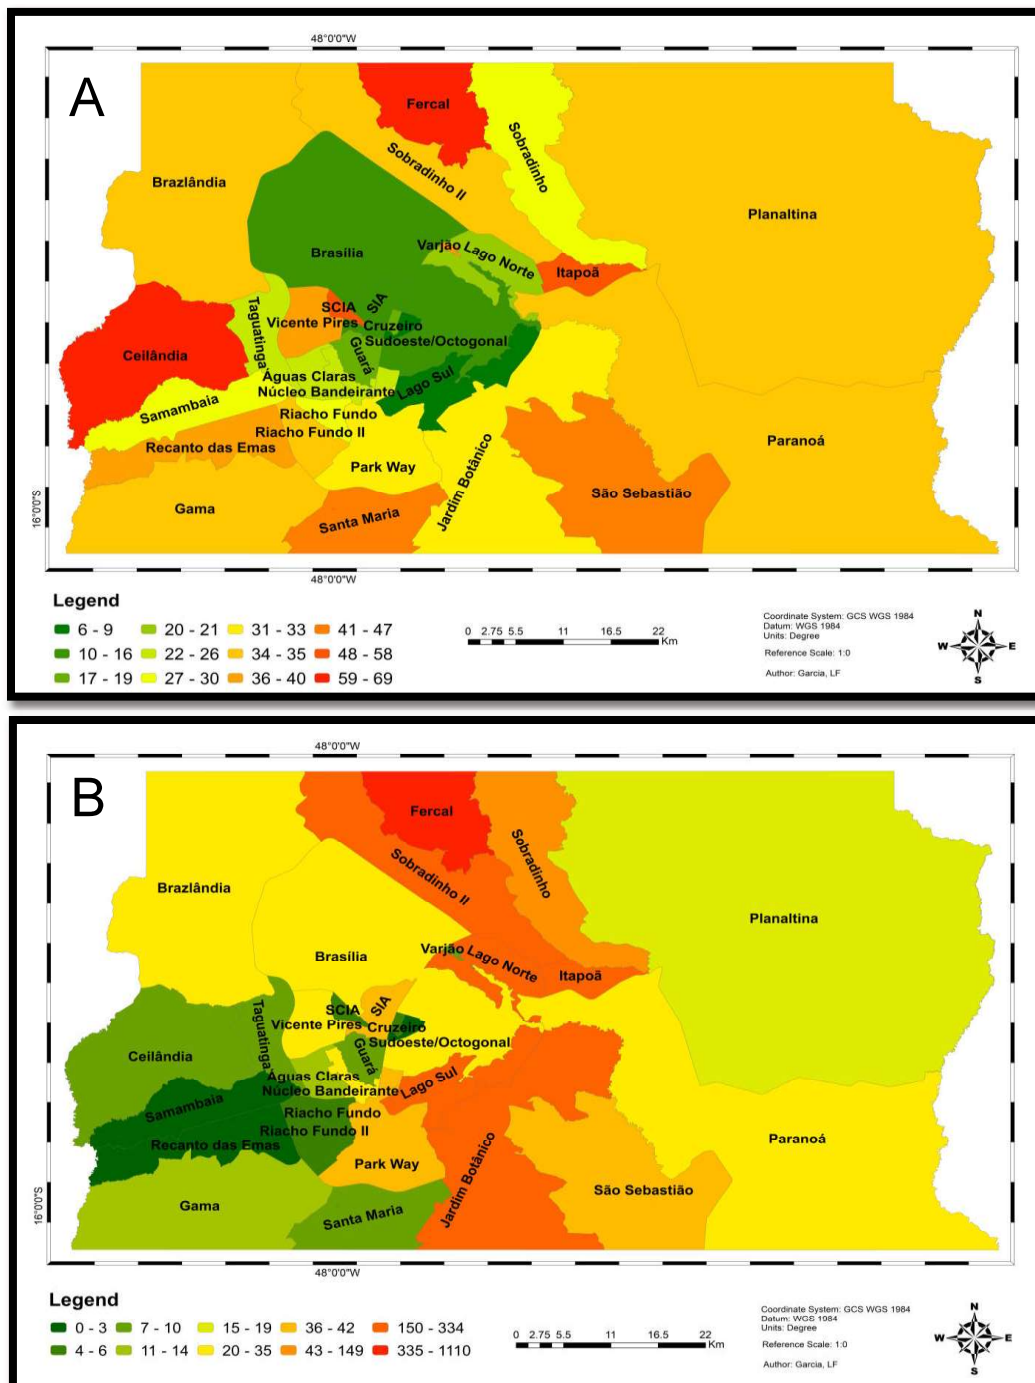 48°0'0"W
A
Fercal
Sobradinho
Sobradinho II
Brazlândia
Planaltina
Brasília
Varjão
Lago Norte
Itapoã
SCIA
SIA
Taguatinga
Vicente Pires
Cruzeiro
Sudoeste/Octogonal
Ceilândia
Guará
Águas Claras
Lago Sul
Núcleo Bandeirante
Samambaia
Riacho Fundo
Riacho Fundo II
Recanto das Emas
Paranoá
Park Way
Jardim Botânico
São Sebastião
Gama
Santa Maria
16°0'0"S
48°0'0"W
Legend
6 - 9 20 - 21 31 - 33 41 - 47
10 - 16 22 - 26 34 - 35 48 - 58
17 - 19 27 - 30 36 - 40 59 - 69
0 2.75 5.5 11 16.5 22
Km
Coordinate System: GCS WGS 1984
Datum: WGS 1984
Units: Degree
Reference Scale: 1:0
Author: Garcia, LF
N
W E
S
48°0'0"W
B
Fercal
Sobradinho
Sobradinho II
Brazlândia
Planaltina
Brasília
Varjão
Lago Norte
Itapoã
SCIA
SIA
Taguatinga
Vicente Pires
Cruzeiro
Sudoeste/Octogonal
Ceilândia
Guará
Águas Claras
Lago Sul
Núcleo Bandeirante
Samambaia
Riacho Fundo
Riacho Fundo II
Recanto das Emas
Paranoá
Park Way
Jardim Botânico
São Sebastião
Gama
Santa Maria
16°0'0"S
48°0'0"W
Legend
0 - 3 7 - 10 15 - 19 36 - 42 150 - 334
4 - 6 11 - 14 20 - 35 43 - 149 335 - 1110
0 2.75 5.5 11 16.5 22
Km
Coordinate System: GCS WGS 1984
Datum: WGS 1984
Units: Degree
Reference Scale: 1:0
Author: Garcia, LF
N
W E
S